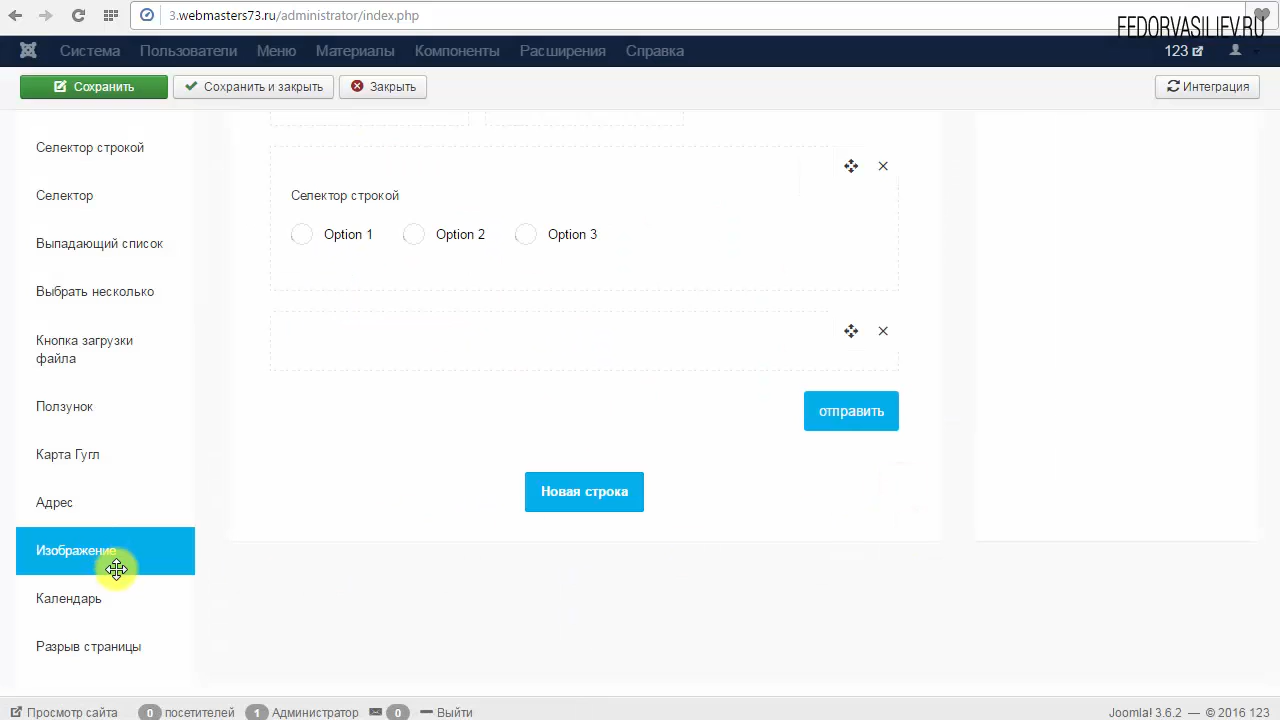 3.webmasters73.ru/administrator/index.php
FEDORVASILIEV.RU
Система Пользователи Меню Материалы Компоненты Расширения Справка 123
Сохранить Сохранить и закрыть Закрыть Интеграция
Селектор строкой
Селектор
Выпадающий список
Выбрать несколько
Кнопка загрузки
файла
Ползунок
Карта Гугл
Адрес
Изображение
Календарь
Разрыв страницы
Селектор строкой
Option 1 Option 2 Option 3
отправить
Новая строка
Просмотр сайта 0 посетителей 1 Администратор 0 Выйти Joomla! 3.6.2 — © 2016 123